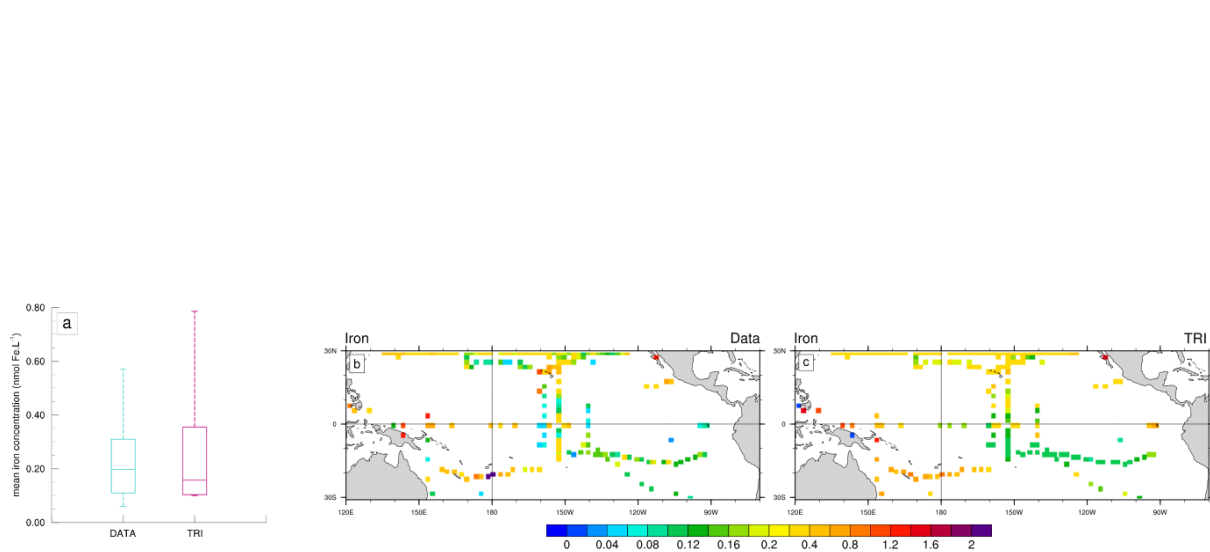 mean iron concentration (nmol Fe.L⁻¹)
0.80
0.60
0.40
0.20
0.00
a
DATA
TRI
Iron
Data
b
30N
0
30S
120E
150E
180
150W
120W
90W
Iron
TRI
c
30N
0
30S
120E
150E
180
150W
120W
90W
0 0.04 0.08 0.12 0.16 0.2 0.4 0.8 1.2 1.6 2